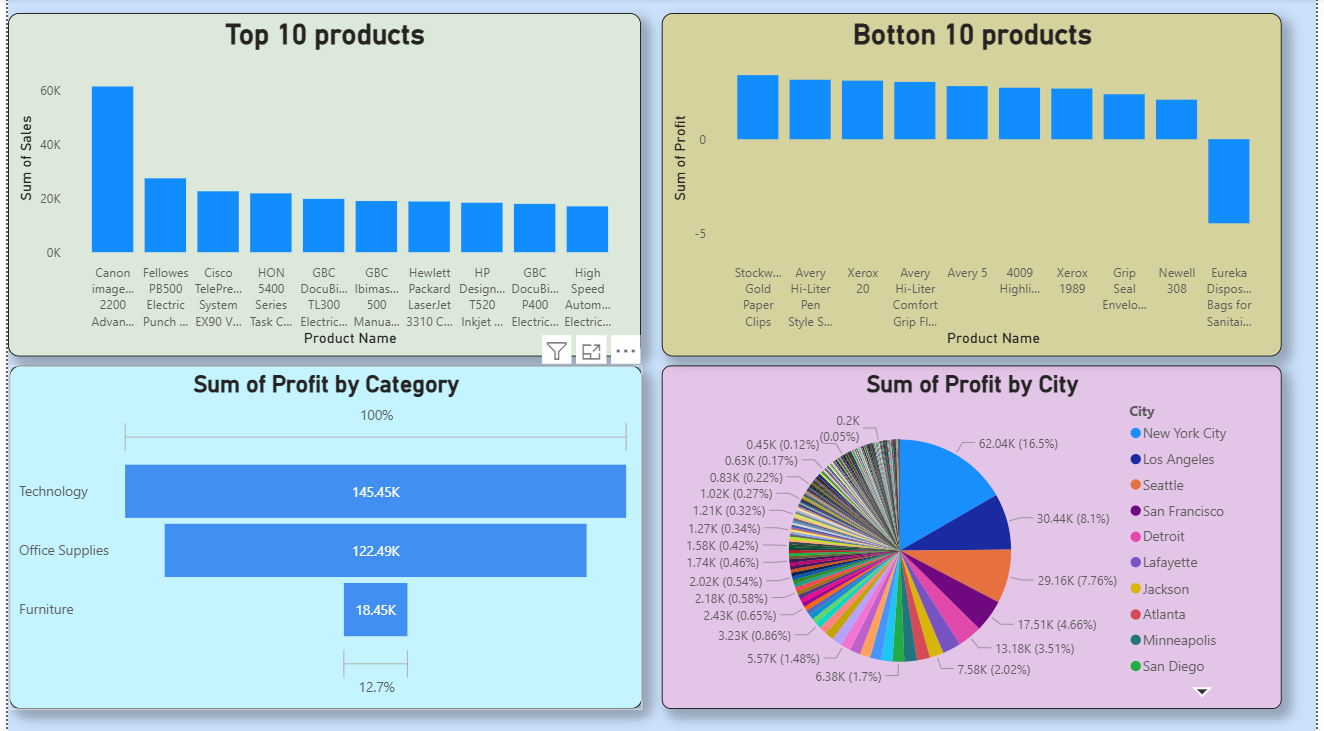 Top 10 products
Sum of Sales
60K
40K
20K
0K
Canon
image...
2200
Advan...
Fellowes
PB500
Electric
Punch ...
Cisco
TelePre...
System
EX90 V...
HON
5400
Series
Task C...
GBC
DocuBi...
TL300
Electric...
GBC
Ibimas...
500
Manua...
Hewlett
Packard
LaserJet
3310 C...
HP
Design...
T520
Inkjet ...
GBC
DocuBi...
P400
Electric...
High
Speed
Autom...
Electric...
Product Name
Botton 10 products
Sum of Profit
0
-5
Stockw...
Gold
Paper
Clips
Avery
Hi-Liter
Pen
Style S...
Xerox
20
Avery
Hi-Liter
Comfort
Grip Fl...
Avery 5
4009
Highli...
Xerox
1989
Grip
Seal
Envelo...
Newell
308
Eureka
Dispos...
Bags for
Sanitai...
Product Name
Sum of Profit by Category
100%
Technology
145.45K
Office Supplies
122.49K
Furniture
18.45K
12.7%
Sum of Profit by City
0.2K
(0.05%)
0.45K (0.12%)
0.63K (0.17%)
0.83K (0.22%)
1.02K (0.27%)
1.21K (0.32%)
1.27K (0.34%)
1.58K (0.42%)
1.74K (0.46%)
2.02K (0.54%)
2.18K (0.58%)
2.43K (0.65%)
3.23K (0.86%)
5.57K (1.48%)
6.38K (1.7%)
7.58K (2.02%)
13.18K (3.51%)
17.51K (4.66%)
29.16K (7.76%)
30.44K (8.1%)
62.04K (16.5%)
City
New York City
Los Angeles
Seattle
San Francisco
Detroit
Lafayette
Jackson
Atlanta
Minneapolis
San Diego